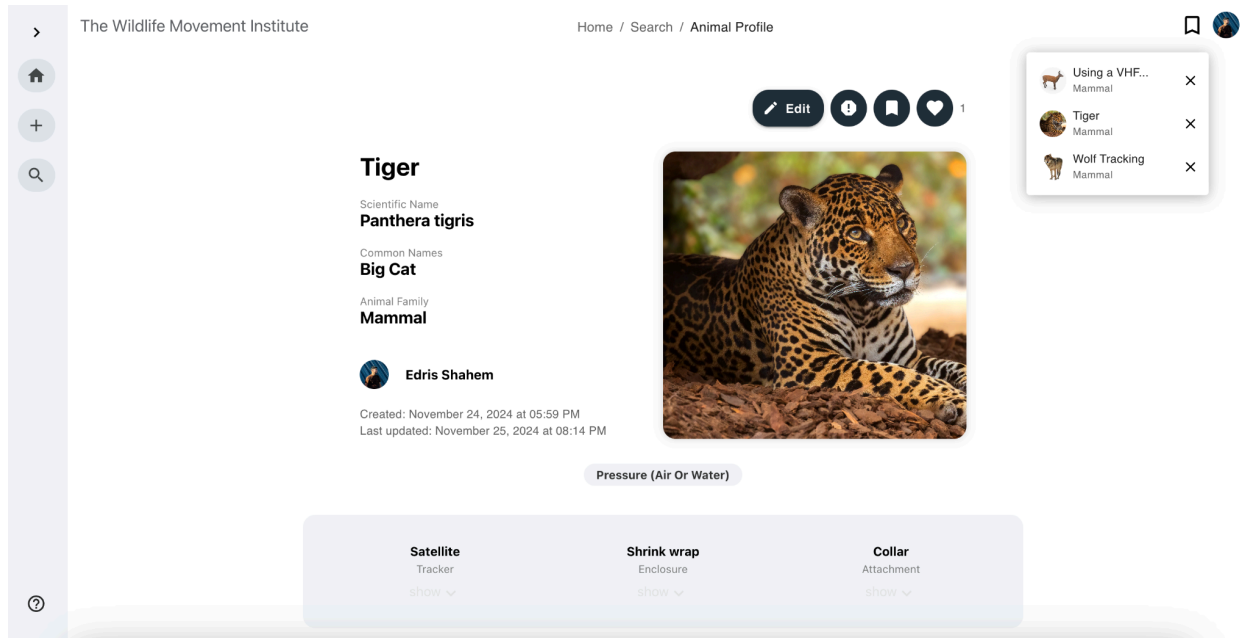 The Wildlife Movement Institute
Home / Search / Animal Profile
Using a VHF...
Mammal
Tiger
Mammal
Wolf Tracking
Mammal
Edit
1
Tiger
Scientific Name
Panthera tigris
Common Names
Big Cat
Animal Family
Mammal
Edris Shahem
Created: November 24, 2024 at 05:59 PM
Last updated: November 25, 2024 at 08:14 PM
Pressure (Air Or Water)
Satellite
Tracker
show
Shrink wrap
Enclosure
show
Collar
Attachment
show